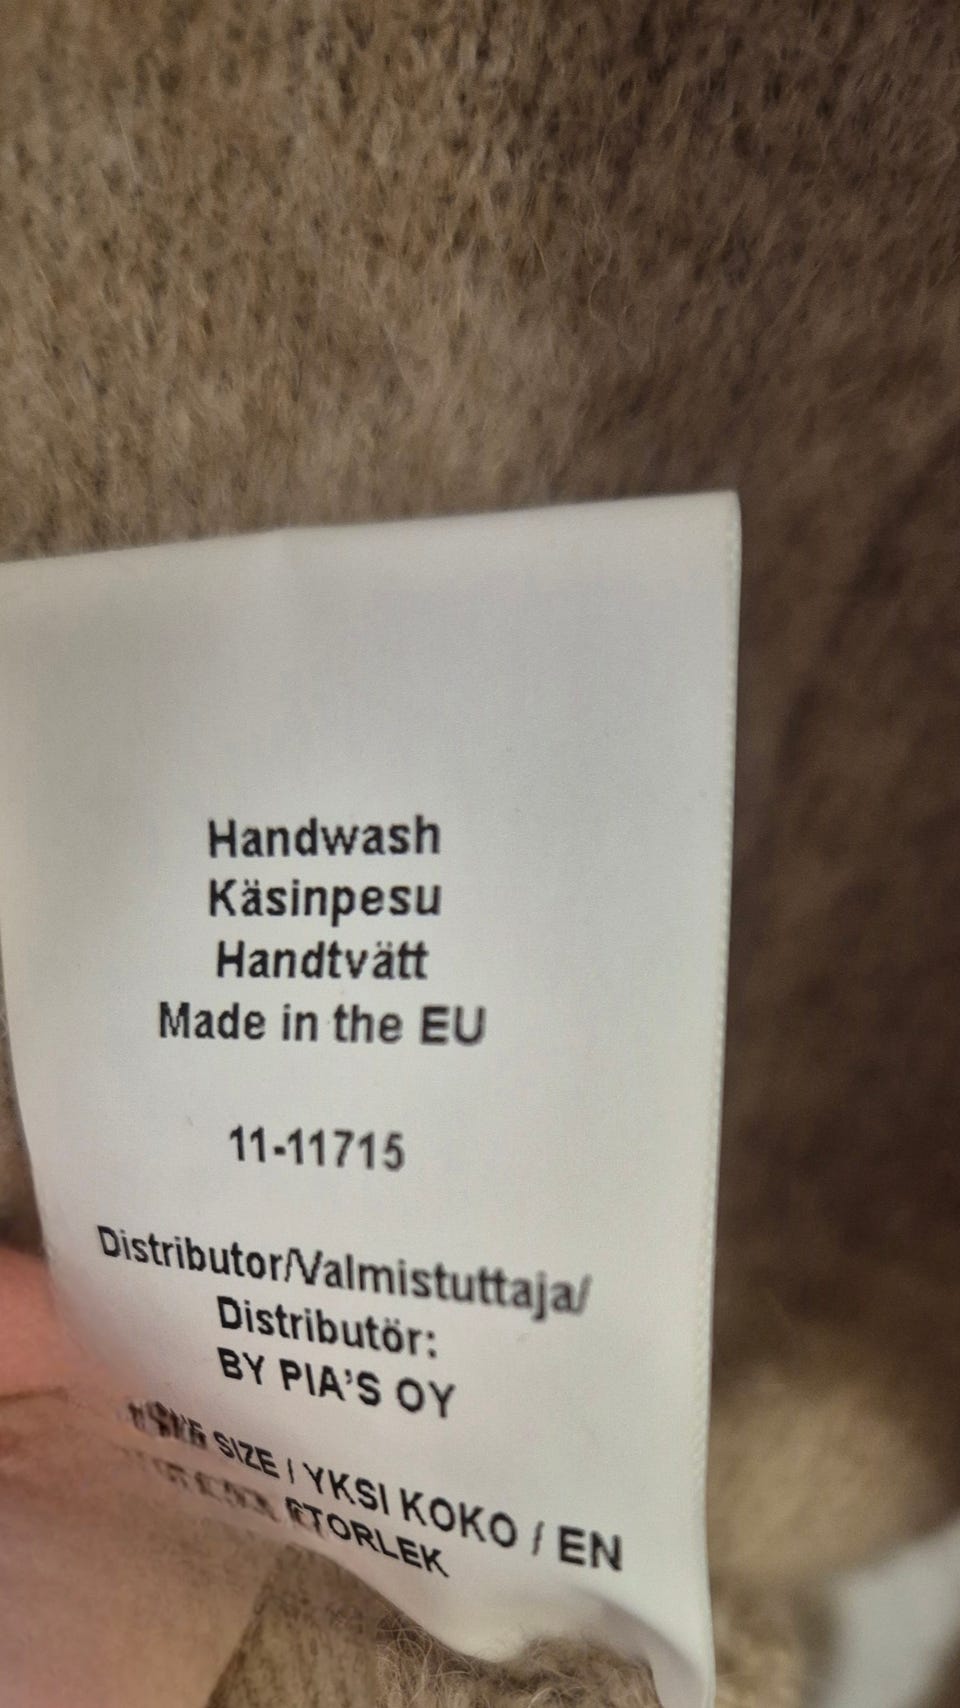 Handwash
Käsinpesu
Handtvätt
Made in the EU
11-11715
Distributor/Valmistuttaja/
Distributör:
BY PIA'S OY
SIZE / YKSI KOKO / EN
STORLEK